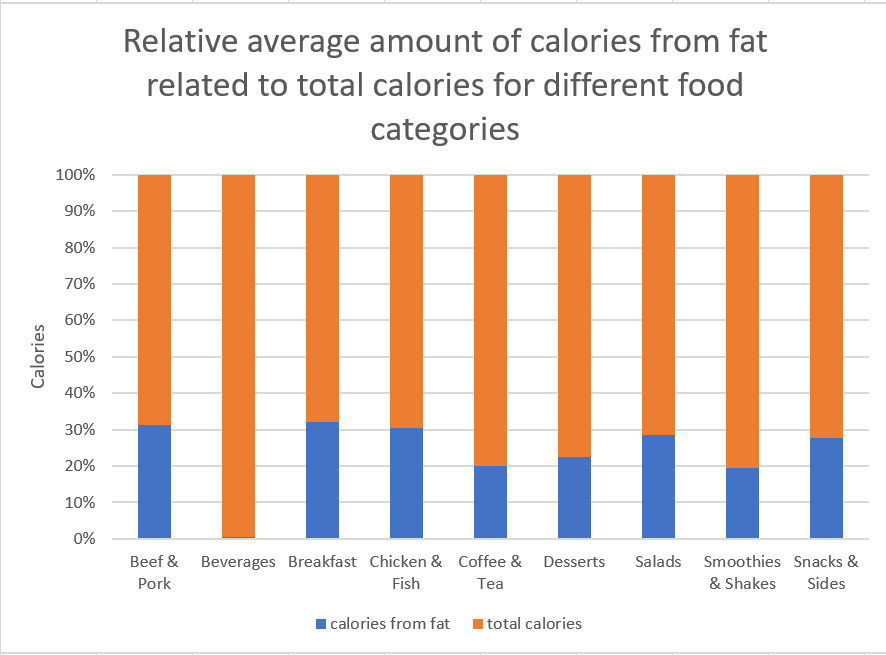 Relative average amount of calories from fat
related to total calories for different food
categories
100%
90%
80%
70%
60%
50%
40%
30%
20%
10%
0%
Calories
Beef & Pork
Beverages
Breakfast
Chicken & Fish
Coffee & Tea
Desserts
Salads
Smoothies & Shakes
Snacks & Sides
calories from fat
total calories